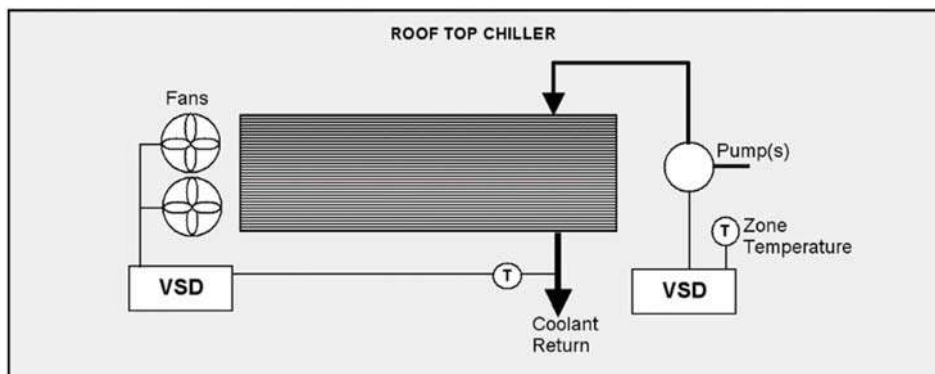 ROOF TOP CHILLER
Fans
Pump(s)
T
Zone
Temperature
VSD
T
VSD
Coolant
Return